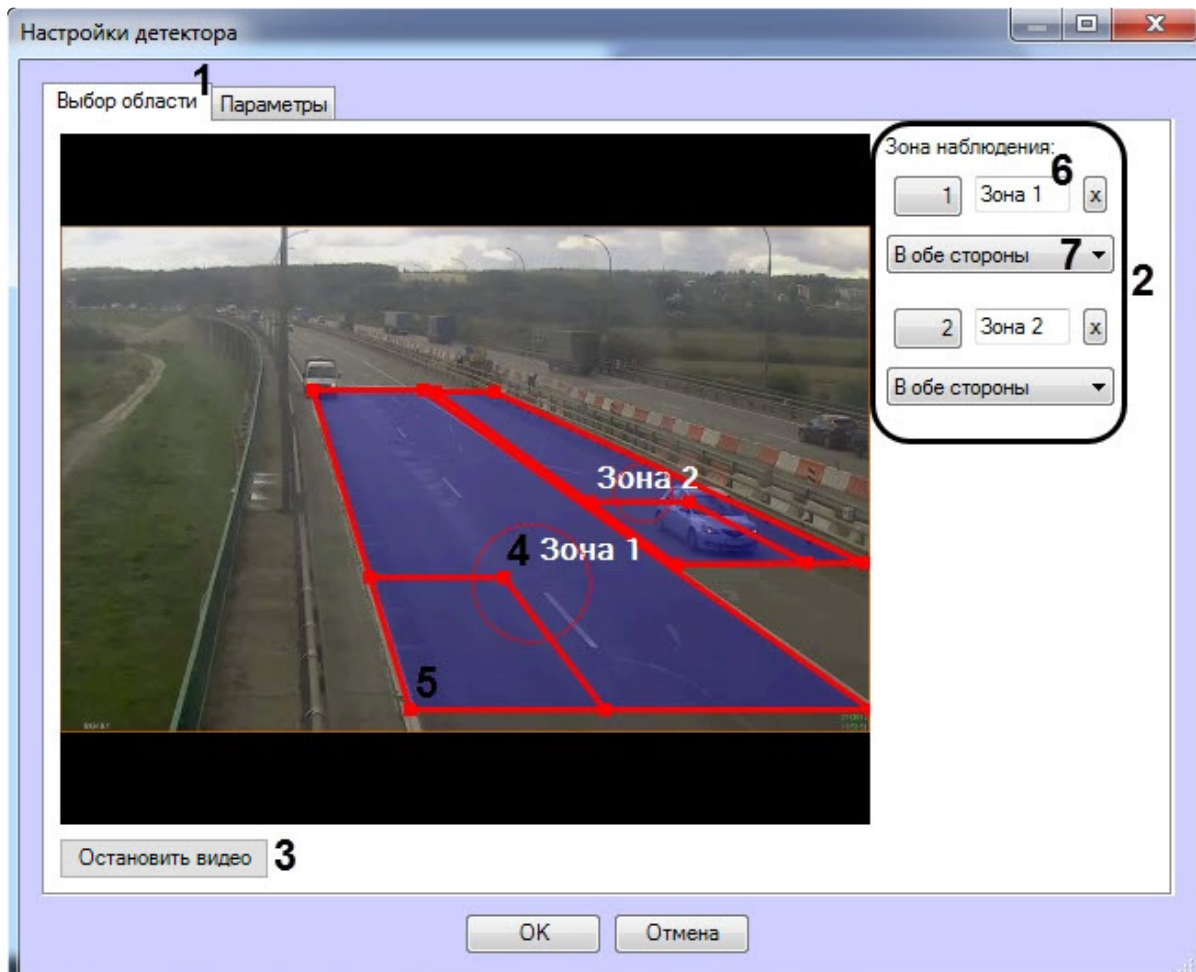 Настройки детектора
1
Выбор области
Параметры
Зона наблюдения:
6
1
Зона 1
x
В обе стороны
7
2
2
Зона 2
x
В обе стороны
Зона 2
4
Зона 1
5
Остановить видео
3
OK
Отмена